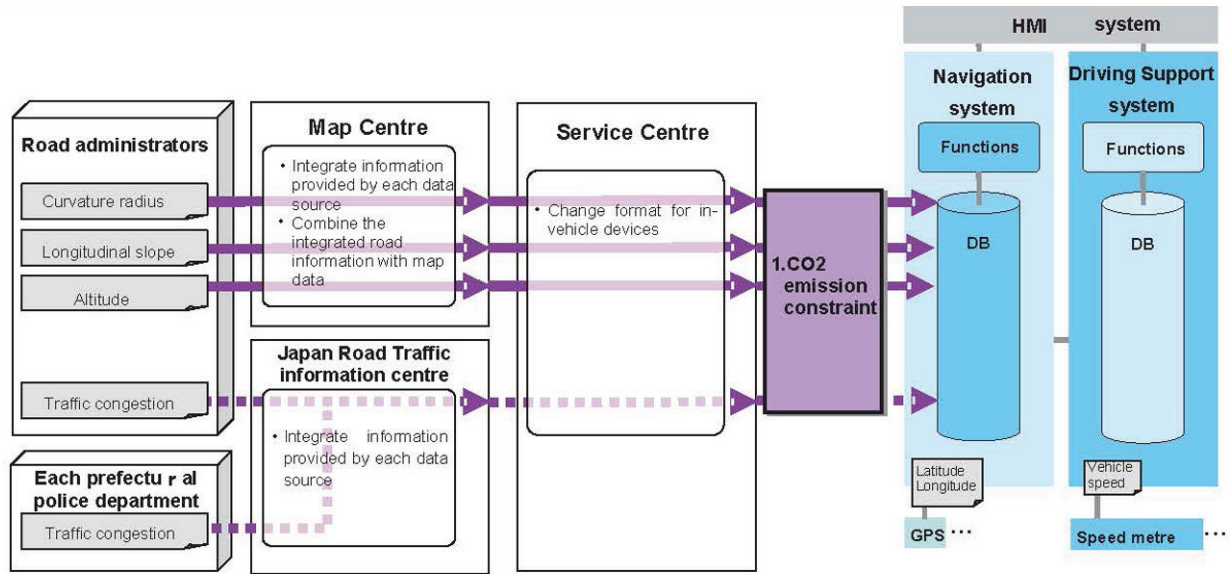 HMI system
Road administrators
Curvature radius
Longitudinal slope
Altitude
Traffic congestion
Each prefectu r al
police department
Traffic congestion
Map Centre
• Integrate information
provided by each data
source
• Combine the
integrated road
information with map
data
Japan Road Traffic
information centre
• Integrate information
provided by each data
source
Service Centre
• Change format for in-
vehicle devices
1.CO2
emission
constraint
Navigation
system
Functions
DB
Latitude
Longitude
GPS ...
Driving Support
system
Functions
DB
Vehicle
speed
Speed metre ...